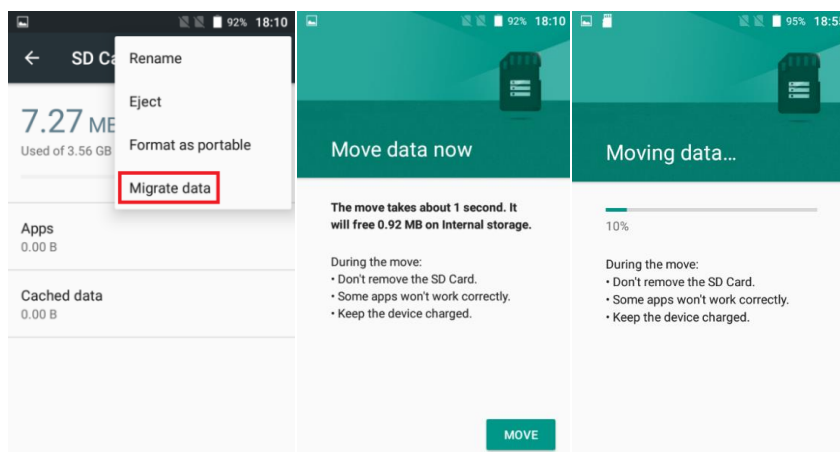 92% 18:10
SD Ca
Rename
Eject
Format as portable
Migrate data
7.27 MB
Used of 3.56 GB
Apps
0.00 B
Cached data
0.00 B
92% 18:10
Move data now
The move takes about 1 second. It
will free 0.92 MB on Internal storage.
During the move:
• Don't remove the SD Card.
• Some apps won't work correctly.
• Keep the device charged.
MOVE
95% 18:55
Moving data...
10%
During the move:
• Don't remove the SD Card.
• Some apps won't work correctly.
• Keep the device charged.